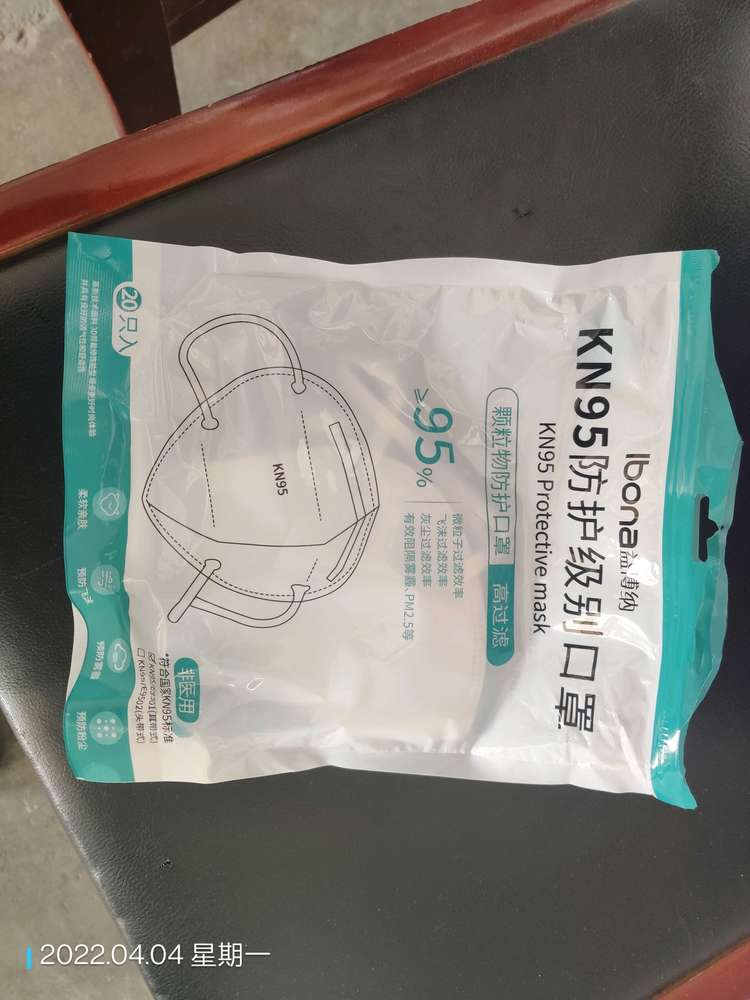 Ibona益博纳
KN95防护级别口罩
KN95 Protective mask
颗粒物防护口罩 高过滤
≥95%
微粒子过滤效率
飞沫过滤效率
灰尘过滤效率
有效阻隔雾霾、PM2.5等
KN95
非医用
*符合国家KN95标准
20只入
柔软亲肤
预防飞沫
预防雾霾
预防粉尘
2022.04.04 星期一